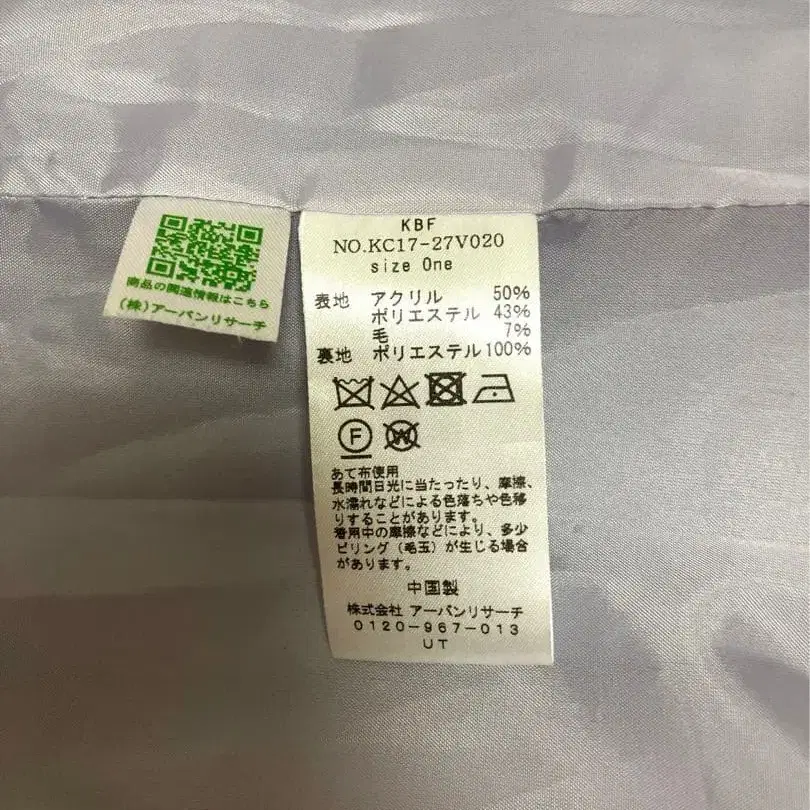 商品の関連情報はこちら
(株)アーバンリサーチ
KBF
NO.KC17-27V020
size One
表地 アクリル 50%
ポリエステル 43%
毛 7%
裏地 ポリエステル 100%
F
W
あて布使用
長時間日光に当たったり、摩擦、
水濡れなどによる色落ちや色移
りすることがあります。
着用中の摩擦などにより、多少
ピリング(毛玉)が生じる場合
があります。
中国製
株式会社 アーバンリサーチ
0120-967-013
UT